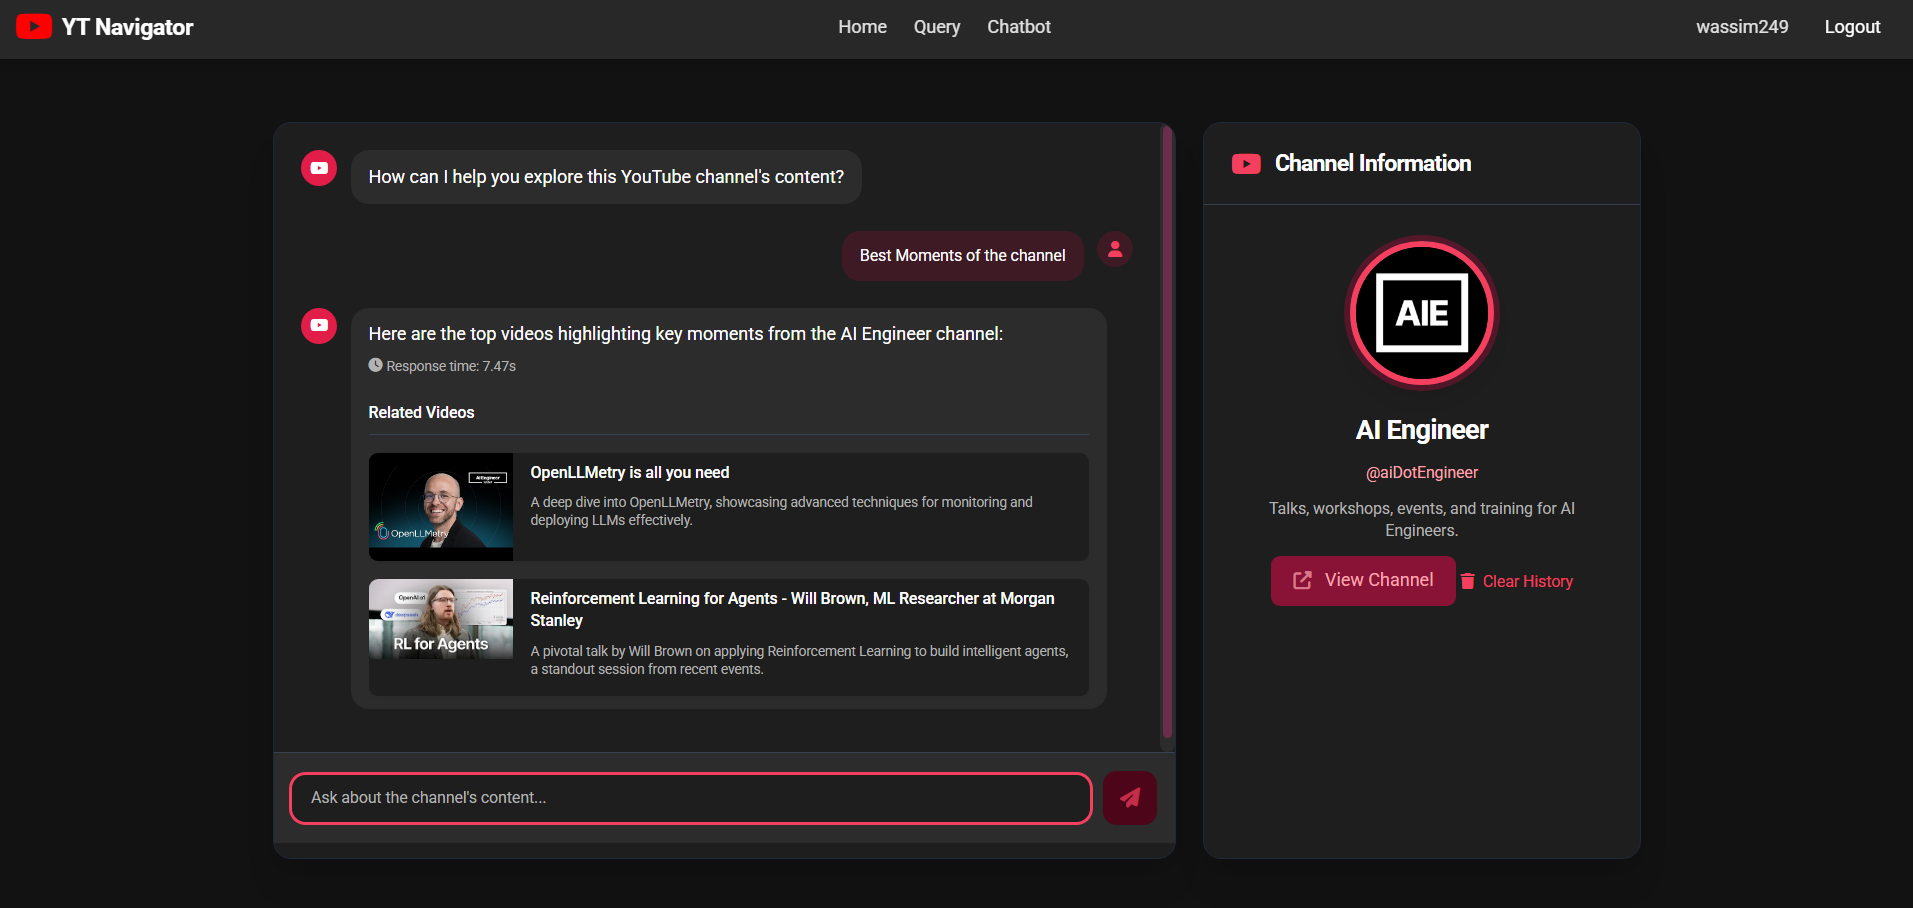 YT Navigator
Home Query Chatbot
wassim249 Logout
How can I help you explore this YouTube channel's content?
Best Moments of the channel
Here are the top videos highlighting key moments from the AI Engineer channel:
Response time: 7.47s
Related Videos
AI Engineer
OpenLLMetry
OpenLLMetry is all you need
A deep dive into OpenLLMetry, showcasing advanced techniques for monitoring and
deploying LLMs effectively.
OpenAI o1
deepseek
RL for Agents
Reinforcement Learning for Agents - Will Brown, ML Researcher at Morgan
Stanley
A pivotal talk by Will Brown on applying Reinforcement Learning to build intelligent agents,
a standout session from recent events.
Ask about the channel's content...
Channel Information
AIE
AI Engineer
@aiDotEngineer
Talks, workshops, events, and training for AI
Engineers.
View Channel Clear History